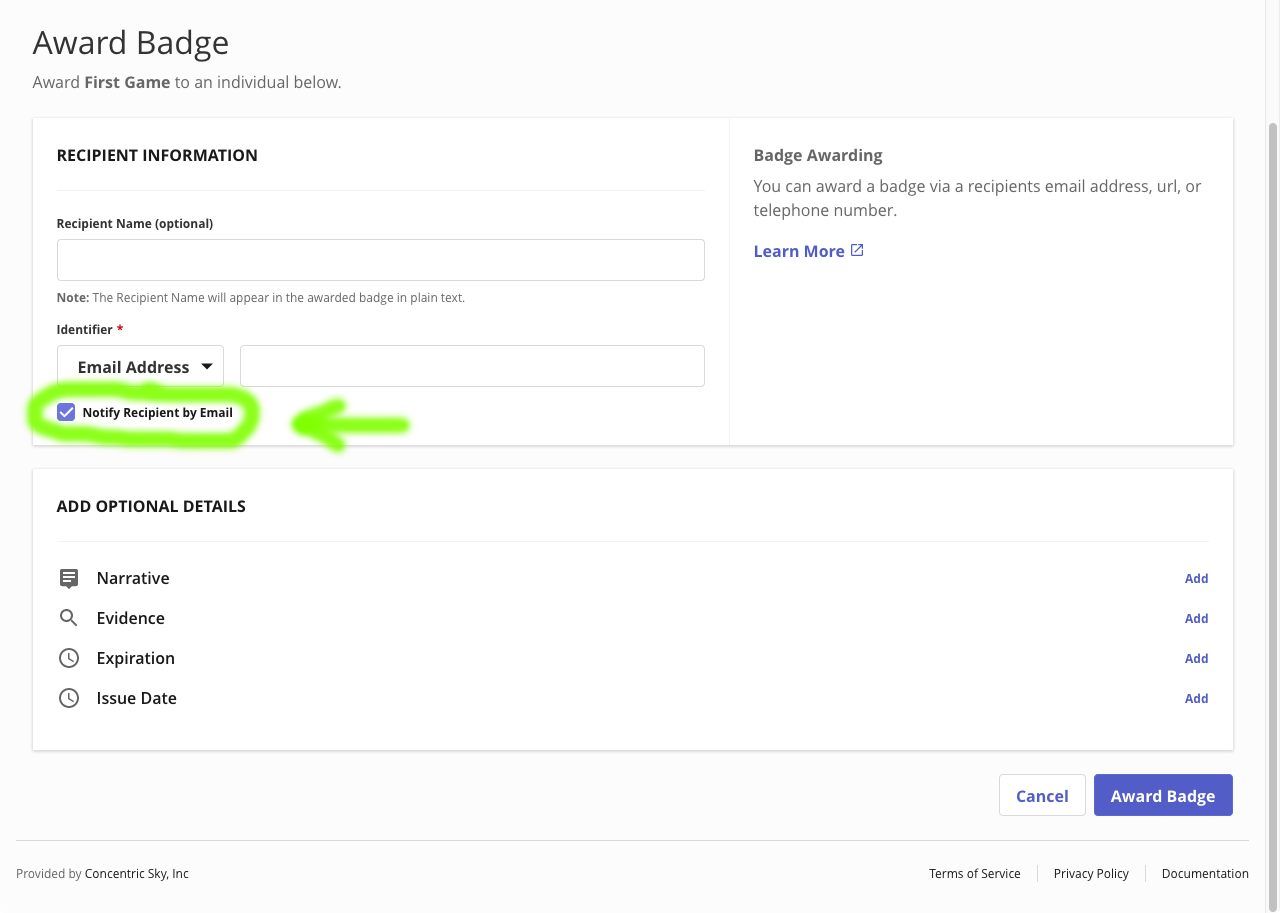 Award Badge
Award First Game to an individual below.
RECIPIENT INFORMATION
Recipient Name (optional)
Note: The Recipient Name will appear in the awarded badge in plain text.
Identifier *
Email Address
Notify Recipient by Email
Badge Awarding
You can award a badge via a recipients email address, url, or
telephone number.
Learn More
ADD OPTIONAL DETAILS
Narrative Add
Evidence Add
Expiration Add
Issue Date Add
Cancel Award Badge
Provided by Concentric Sky, Inc Terms of Service Privacy Policy Documentation